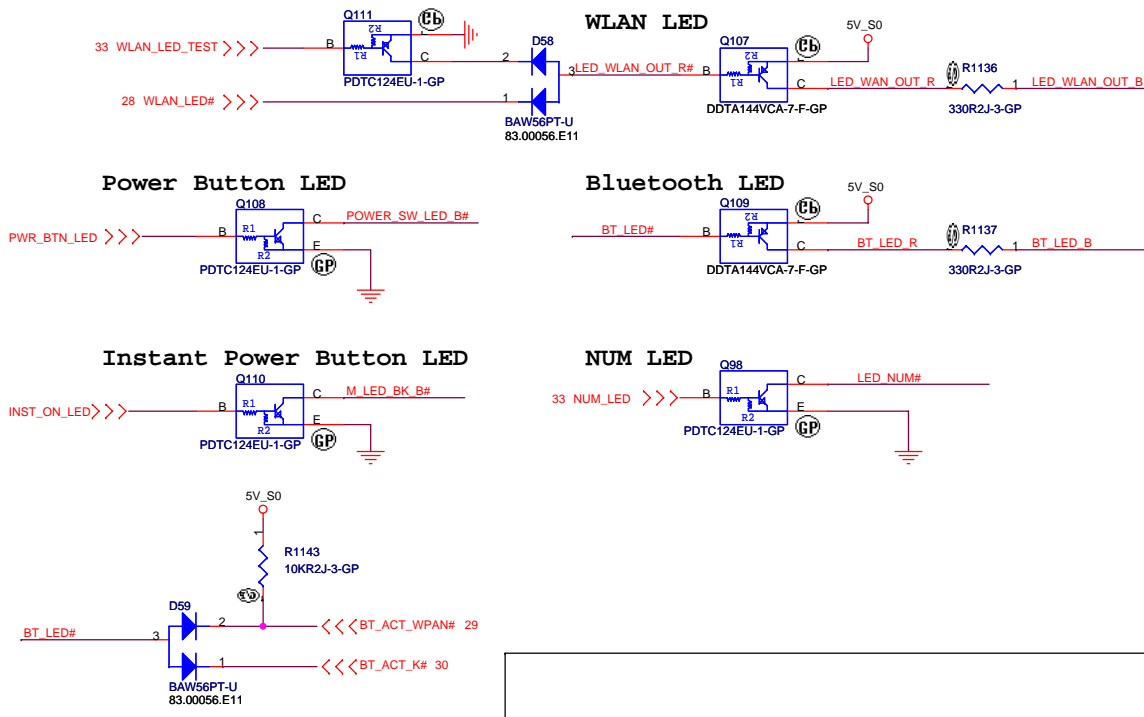 WLAN LED
Q111
R2
R1
B
E
C
33 WLAN_LED_TEST
PDTC124EU-1-GP
28 WLAN_LED#
2
D58
3
1
BAW56PT-U
83.00056.E11
LED_WLAN_OUT_R#
Q107
B
R2
R1
E
C
DDTA144VCA-7-F-GP
5V_S0
LED_WAN_OUT_R
R1136
1
330R2J-3-GP
LED_WLAN_OUT_B
Power Button LED
Q108
PWR_BTN_LED
B
R1
R2
C
E
POWER_SW_LED_B#
GP
PDTC124EU-1-GP
Bluetooth LED
Q109
BT_LED#
B
R2
R1
E
C
DDTA144VCA-7-F-GP
5V_S0
BT_LED_R
R1137
1
330R2J-3-GP
BT_LED_B
Instant Power Button LED
Q110
INST_ON_LED
B
R1
R2
C
E
M_LED_BK_B#
GP
PDTC124EU-1-GP
NUM LED
Q98
33 NUM_LED
B
R1
R2
C
E
LED_NUM#
GP
PDTC124EU-1-GP
5V_S0
1
R1143
10KR2J-3-GP
D59
BT_LED#
3
2
1
BT_ACT_WPAN# 29
BT_ACT_K# 30
BAW56PT-U
83.00056.E11